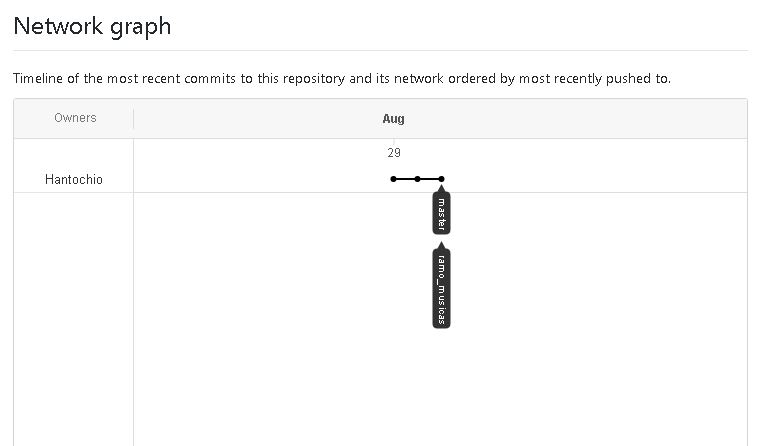 Network graph
Timeline of the most recent commits to this repository and its network ordered by most recently pushed to.
Owners
Aug
29
Hantochio
master
ramo_musicas